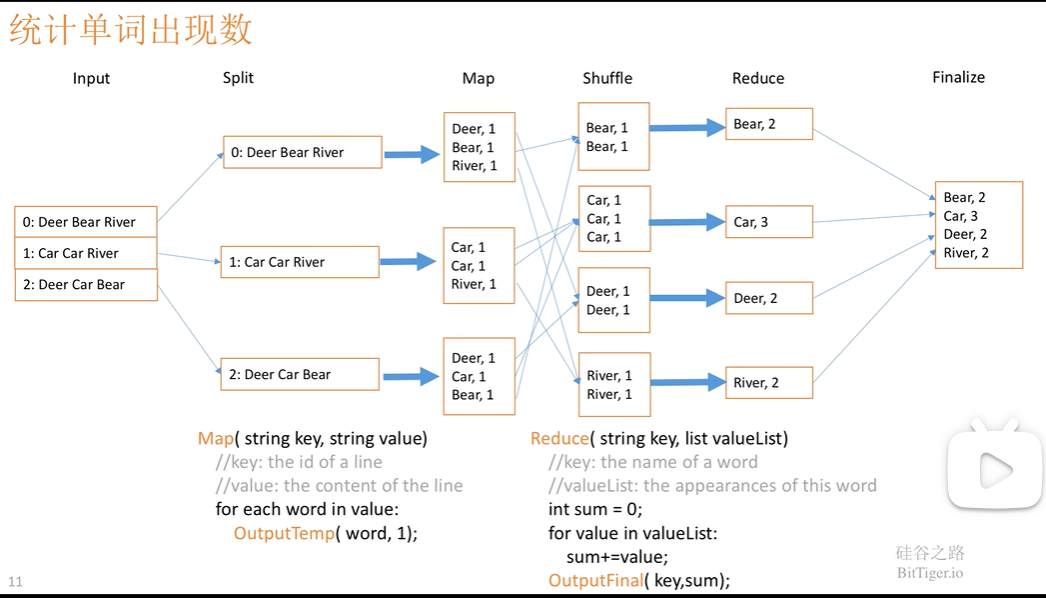 统计单词出现数
Input
Split
Map
Shuffle
Reduce
Finalize
0: Deer Bear River
1: Car Car River
2: Deer Car Bear
0: Deer Bear River
1: Car Car River
2: Deer Car Bear
Deer, 1
Bear, 1
River, 1
Car, 1
Car, 1
River, 1
Deer, 1
Car, 1
Bear, 1
Bear, 1
Bear, 1
Car, 1
Car, 1
Car, 1
Deer, 1
Deer, 1
River, 1
River, 1
Bear, 2
Car, 3
Deer, 2
River, 2
Bear, 2
Car, 3
Deer, 2
River, 2
Map( string key, string value)
//key: the id of a line
//value: the content of the line
for each word in value:
OutputTemp( word, 1);
Reduce( string key, list valueList)
//key: the name of a word
//valueList: the appearances of this word
int sum = 0;
for value in valueList:
sum+=value;
OutputFinal( key,sum);
硅谷之路
BitTiger.io
11